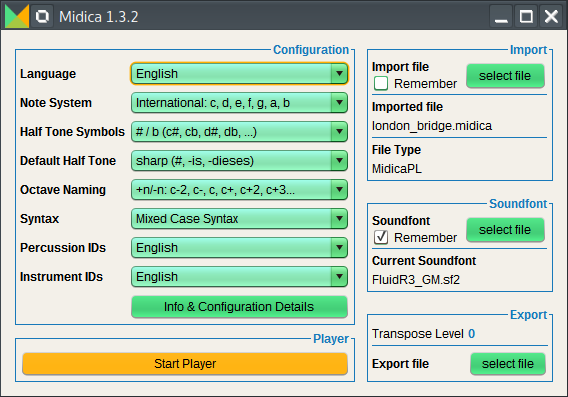 Midica 1.3.2
Configuration
Language English
Note System International: c, d, e, f, g, a, b
Half Tone Symbols # / b (c#, cb, d#, db, ...)
Default Half Tone sharp (#, -is, -dieses)
Octave Naming +n/-n: c-2, c-, c, c+, c+2, c+3...
Syntax Mixed Case Syntax
Percussion IDs English
Instrument IDs English
Info & Configuration Details
Player
Start Player
Import
Import file
Remember
select file
Imported file
london_bridge.midica
File Type
MidicaPL
Soundfont
Soundfont
Remember
select file
Current Soundfont
FluidR3_GM.sf2
Export
Transpose Level 0
Export file select file